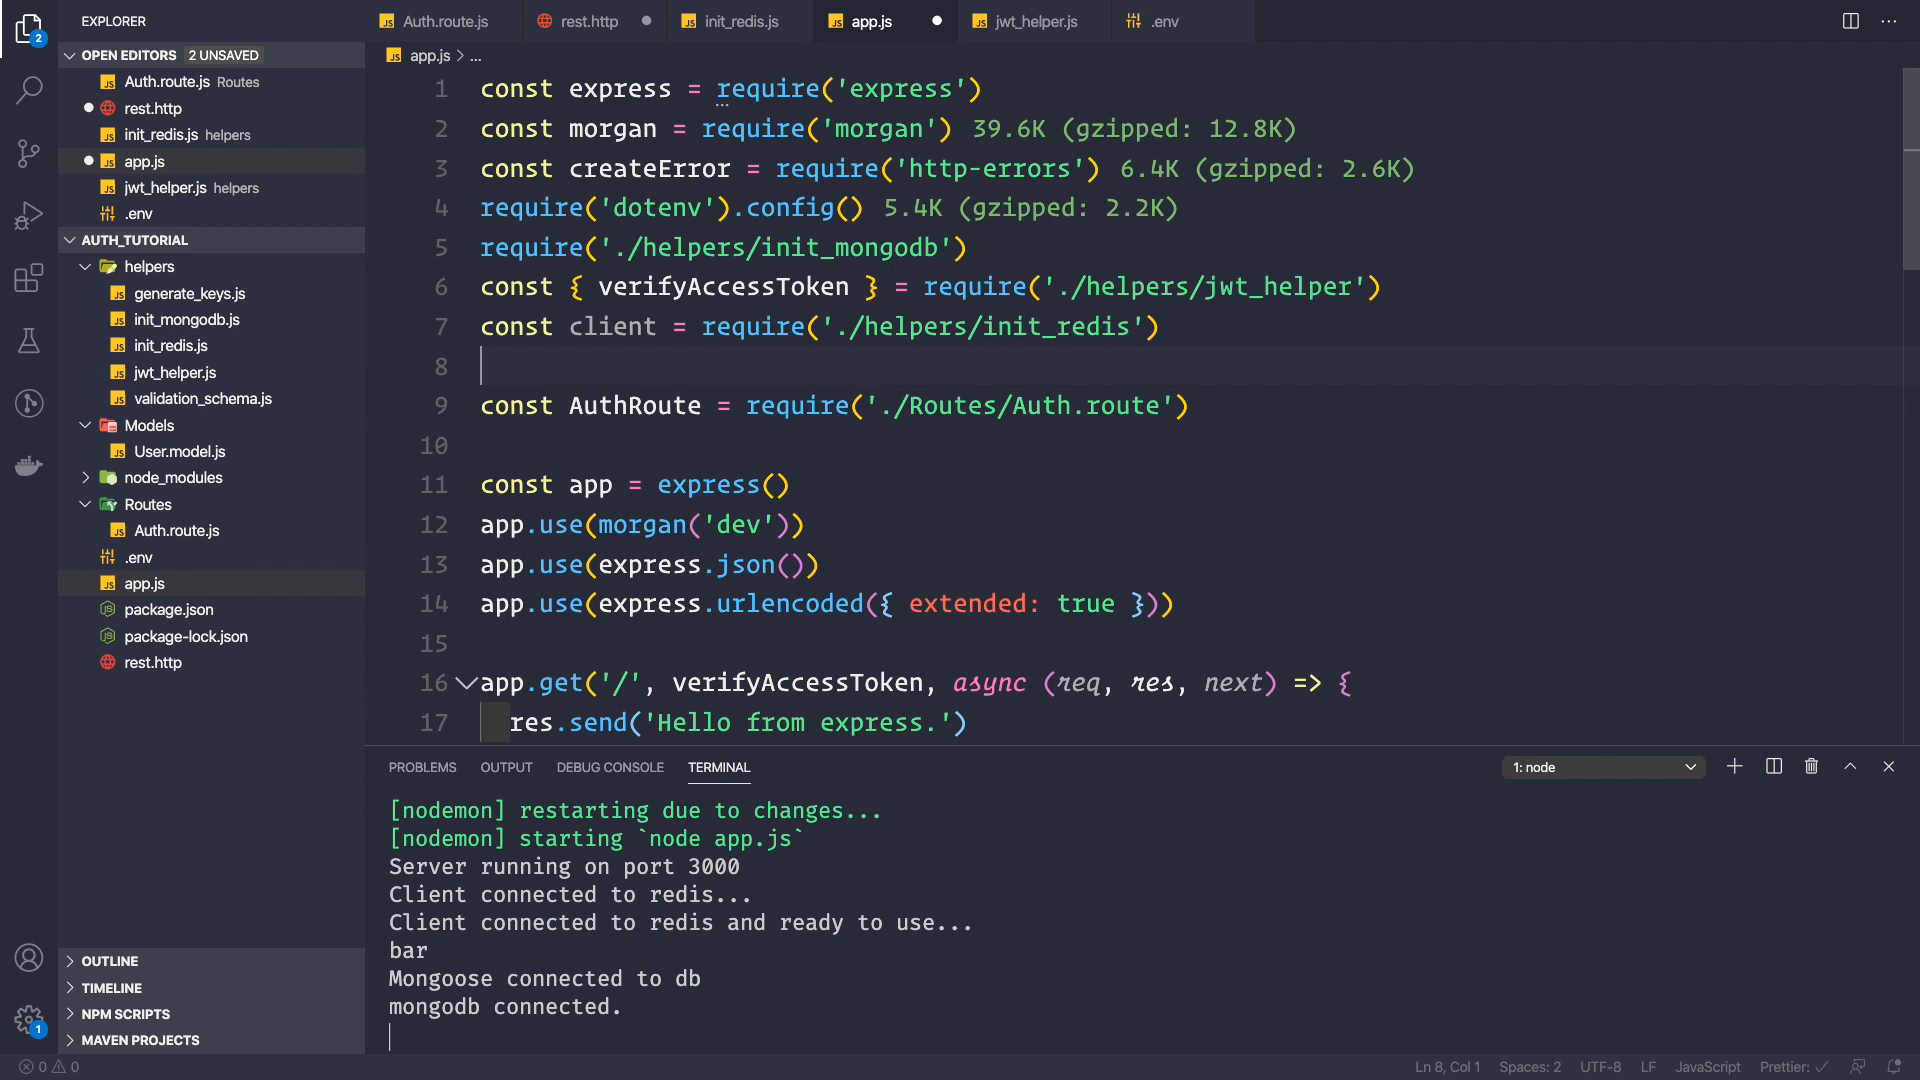 EXPLORER
OPEN EDITORS 2 UNSAVED
Auth.route.js Routes
rest.http
init_redis.js helpers
app.js
jwt_helper.js helpers
.env
AUTH_TUTORIAL
helpers
generate_keys.js
init_mongodb.js
init_redis.js
jwt_helper.js
validation_schema.js
Models
User.model.js
node_modules
Routes
Auth.route.js
.env
app.js
package.json
package-lock.json
rest.http
OUTLINE
TIMELINE
NPM SCRIPTS
MAVEN PROJECTS
2
1
Auth.route.js rest.http init_redis.js app.js jwt_helper.js .env
app.js > ...
1 const express = require('express')
2 const morgan = require('morgan') 39.6K (gzipped: 12.8K)
3 const createError = require('http-errors') 6.4K (gzipped: 2.6K)
4 require('dotenv').config() 5.4K (gzipped: 2.2K)
5 require('./helpers/init_mongodb')
6 const { verifyAccessToken } = require('./helpers/jwt_helper')
7 const client = require('./helpers/init_redis')
8
9 const AuthRoute = require('./Routes/Auth.route')
10
11 const app = express()
12 app.use(morgan('dev'))
13 app.use(express.json())
14 app.use(express.urlencoded({ extended: true }))
15
16 app.get('/', verifyAccessToken, async (req, res, next) => {
17 res.send('Hello from express.')
PROBLEMS OUTPUT DEBUG CONSOLE TERMINAL 1: node
[nodemon] restarting due to changes...
[nodemon] starting `node app.js`
Server running on port 3000
Client connected to redis...
Client connected to redis and ready to use...
bar
Mongoose connected to db
mongodb connected.
0 0 Ln 8, Col 1 Spaces: 2 UTF-8 LF JavaScript Prettier: ✓